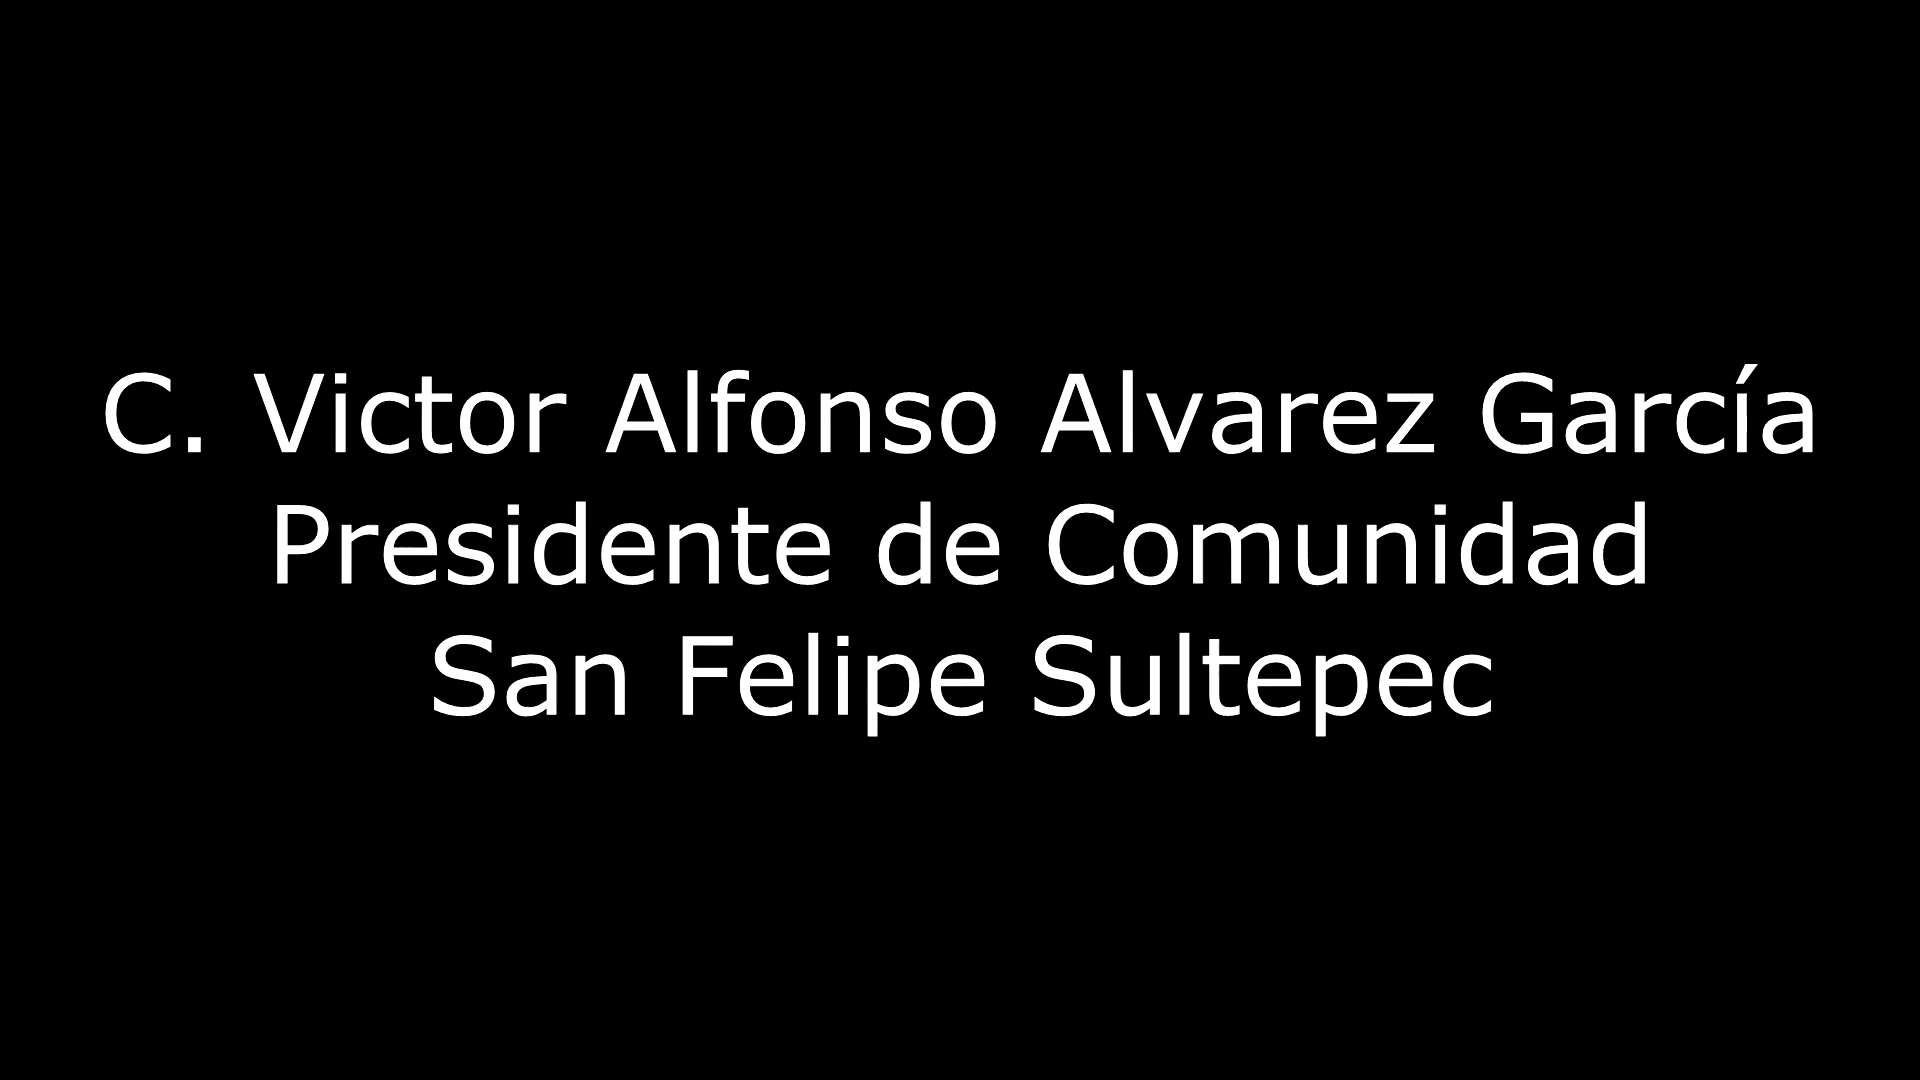 C. Victor Alfonso Alvarez García
Presidente de Comunidad
San Felipe Sultepec